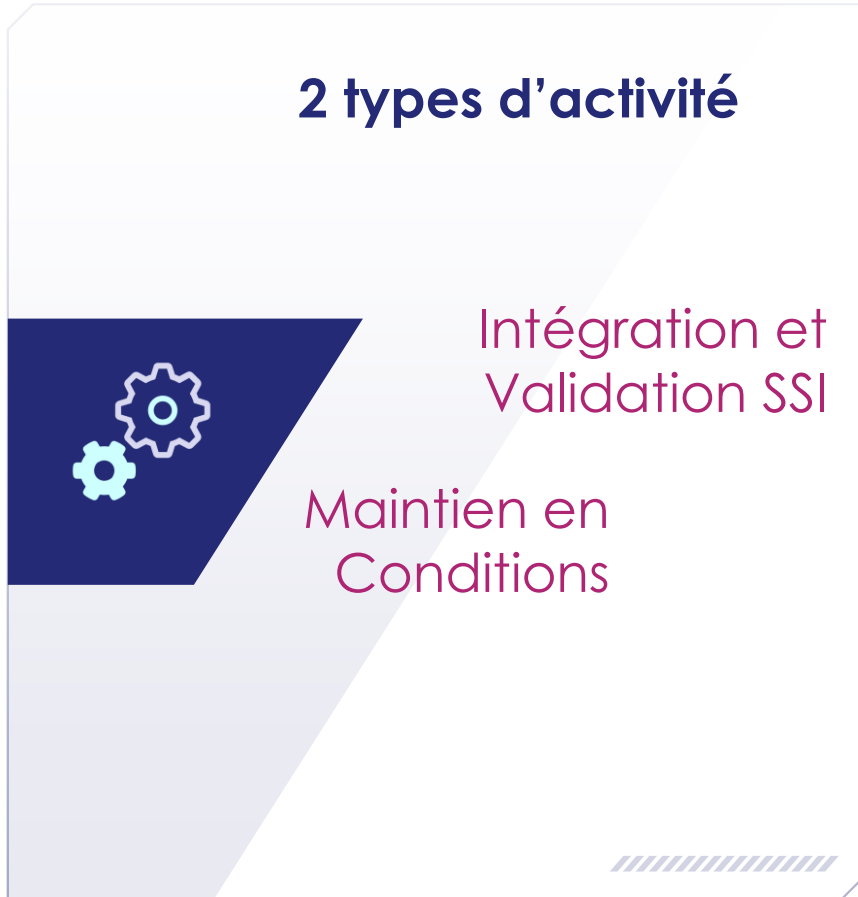 2 types d’activité
Intégration et
Validation SSI
Maintien en
Conditions